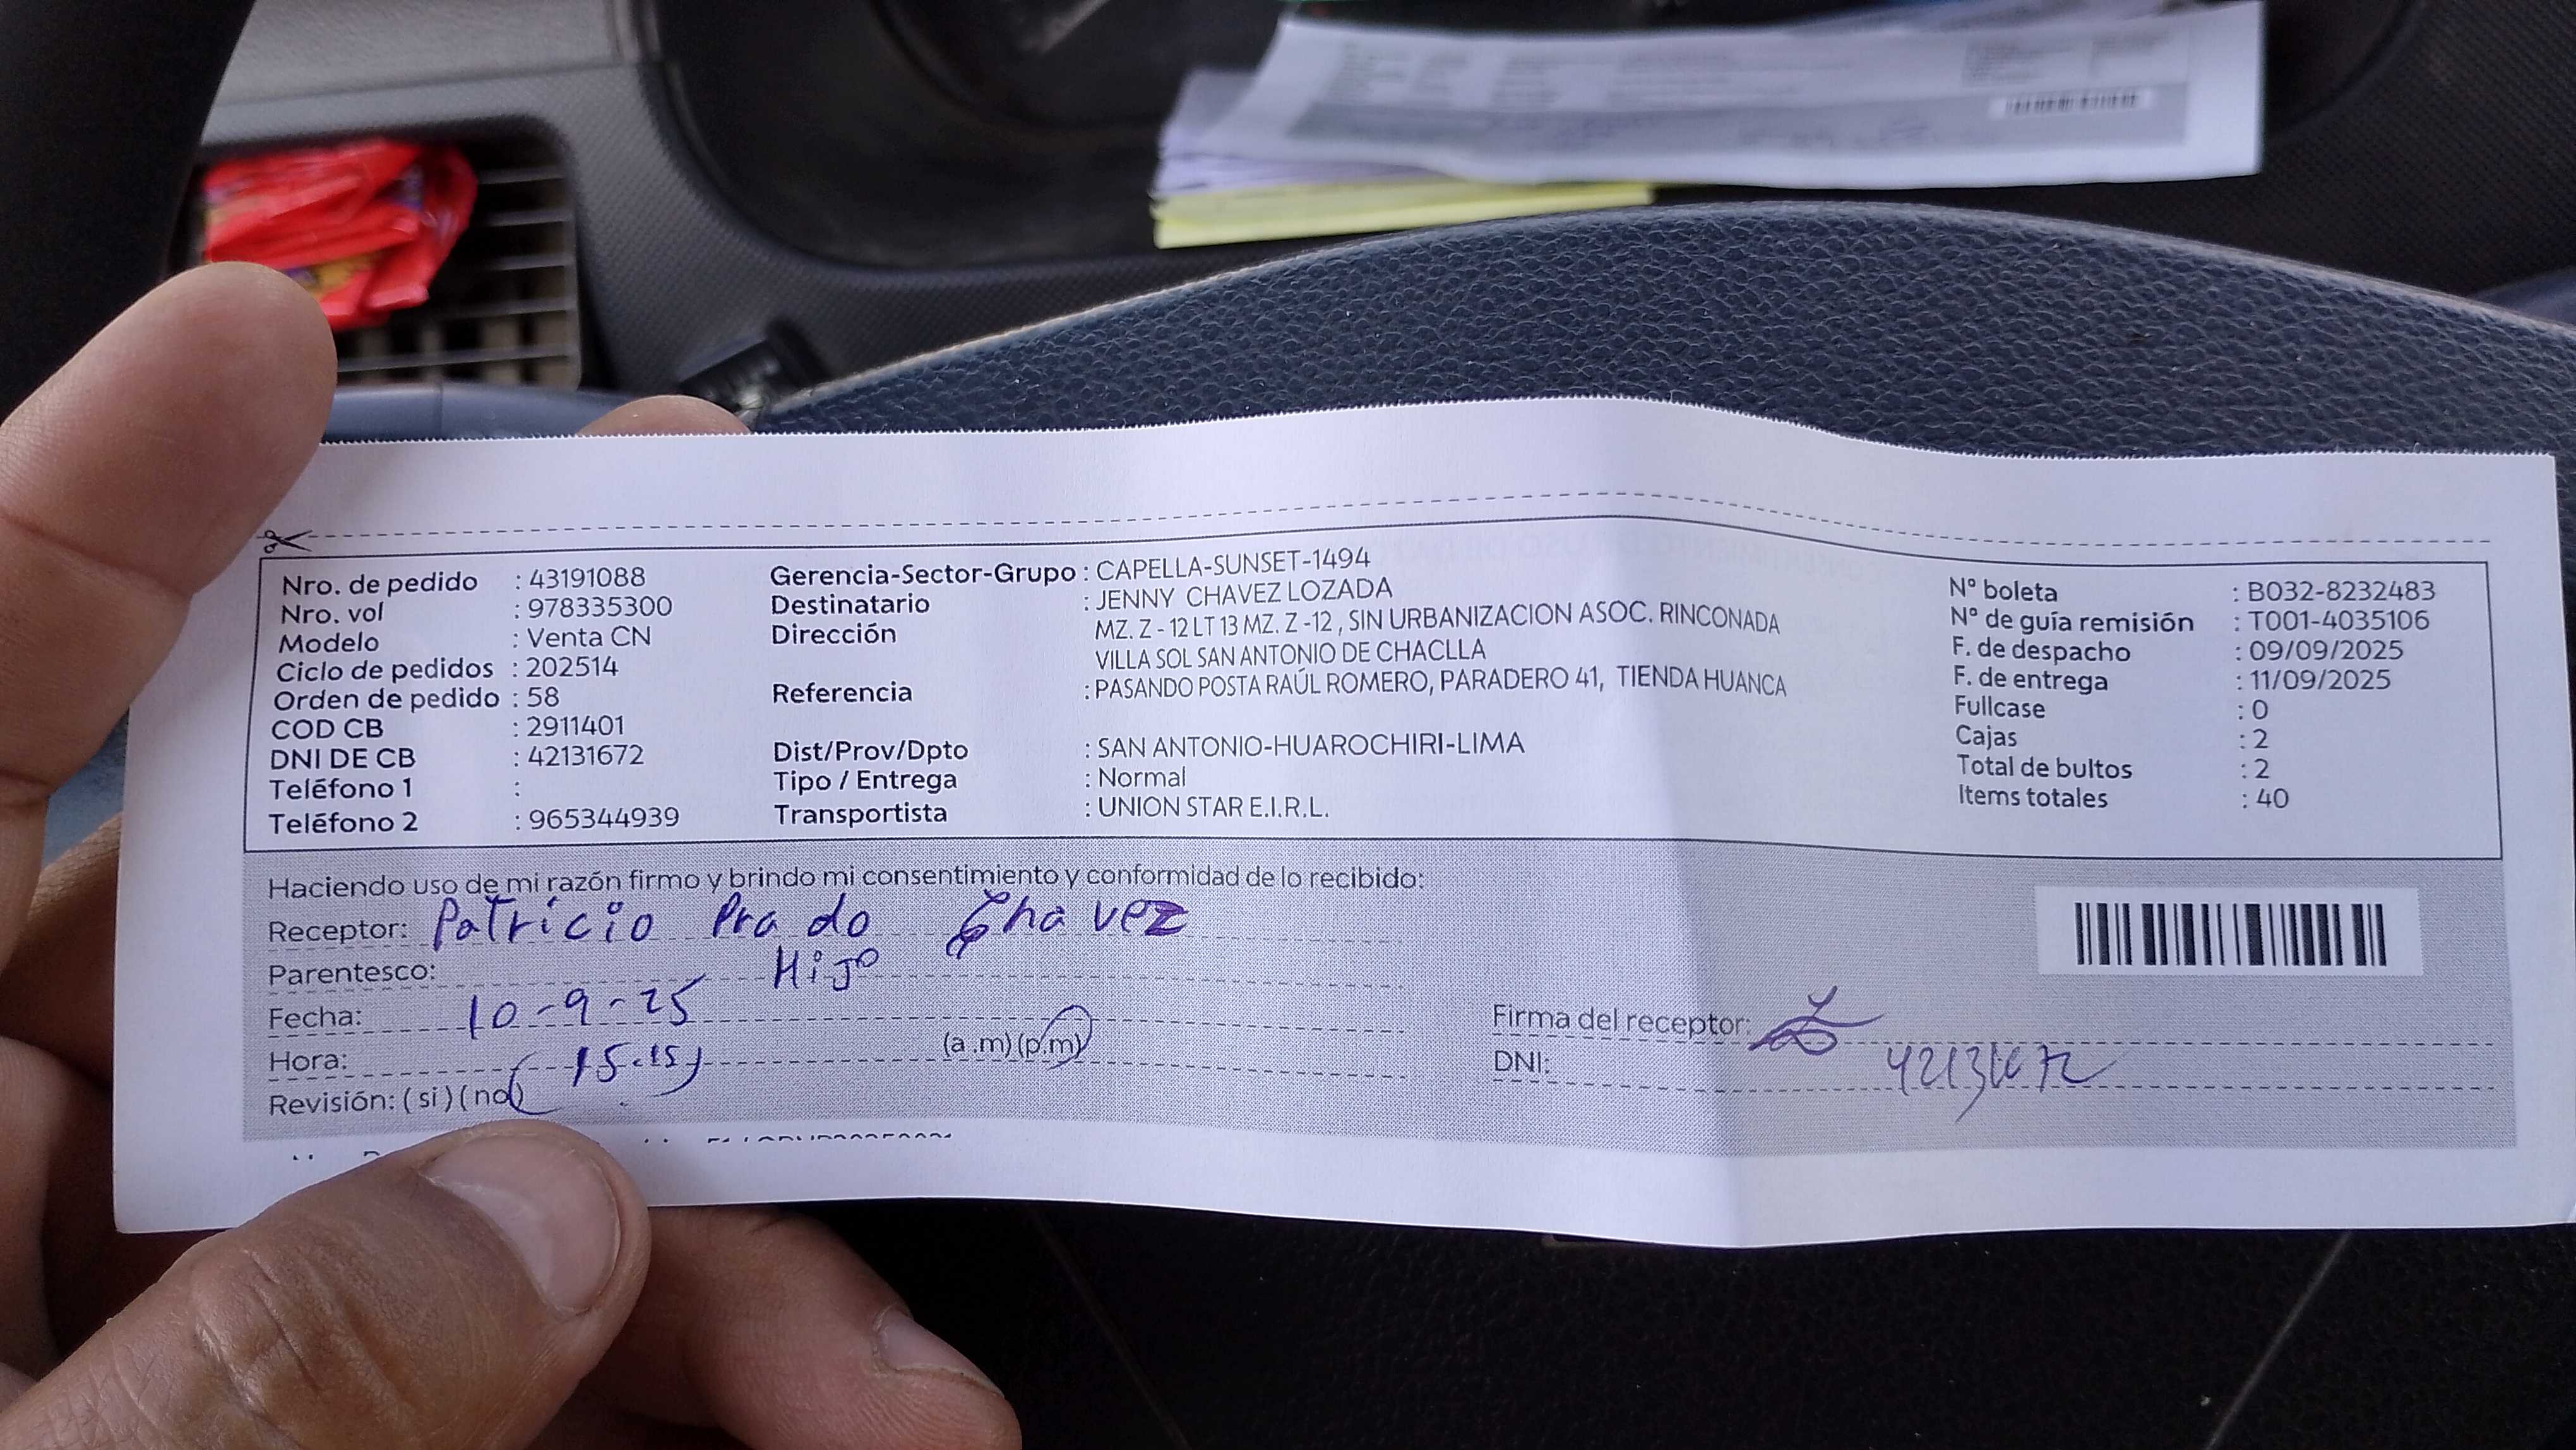 Nro. de pedido : 43191088
Nro. vol : 978335300
Modelo : Venta CN
Ciclo de pedidos : 202514
Orden de pedido : 58
COD CB : 2911401
DNI DE CB : 42131672
Teléfono 1 :
Teléfono 2 : 965344939
Gerencia-Sector-Grupo : CAPELLA-SUNSET-1494
Destinatario : JENNY CHAVEZ LOZADA
Dirección MZ. Z - 12 LT 13 MZ. Z -12 , SIN URBANIZACION ASOC. RINCONADA
VILLA SOL SAN ANTONIO DE CHACLLA
Referencia : PASANDO POSTA RAÚL ROMERO, PARADERO 41, TIENDA HUANCA
Dist/Prov/Dpto : SAN ANTONIO-HUAROCHIRI-LIMA
Tipo / Entrega : Normal
Transportista : UNION STAR E.I.R.L.
N° boleta : B032-8232483
N° de guía remisión : T001-4035106
F. de despacho : 09/09/2025
F. de entrega : 11/09/2025
Fullcase : 0
Cajas : 2
Total de bultos : 2
Items totales : 40
Haciendo uso de mi razón firmo y brindo mi consentimiento y conformidad de lo recibido:
Receptor: Patricio Prado Chavez
Parentesco: Hijo
Fecha: 10-9-25
Hora: 15.15 (a.m)(p.m)
Revisión: ( si ) ( no )
Firma del receptor:
DNI: 42131672